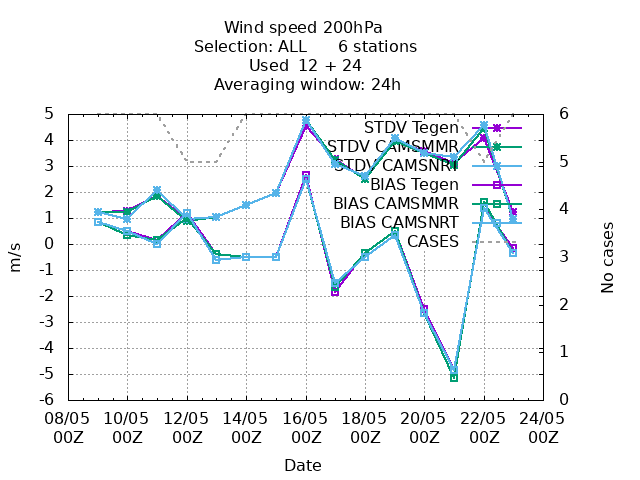 Wind speed 200hPa
Selection: ALL 6 stations
Used 12 + 24
Averaging window: 24h
5
4
3
2
1
0
-1
-2
-3
-4
-5
-6
m/s
6
5
4
3
2
1
0
No cases
STDV Tegen
STDV CAMSMMR
STDV CAMSNRT
BIAS Tegen
BIAS CAMSMMR
BIAS CAMSNRT
CASES
08/05 10/05 12/05 14/05 16/05 18/05 20/05 22/05 24/05
00Z 00Z 00Z 00Z 00Z 00Z 00Z 00Z 00Z
Date